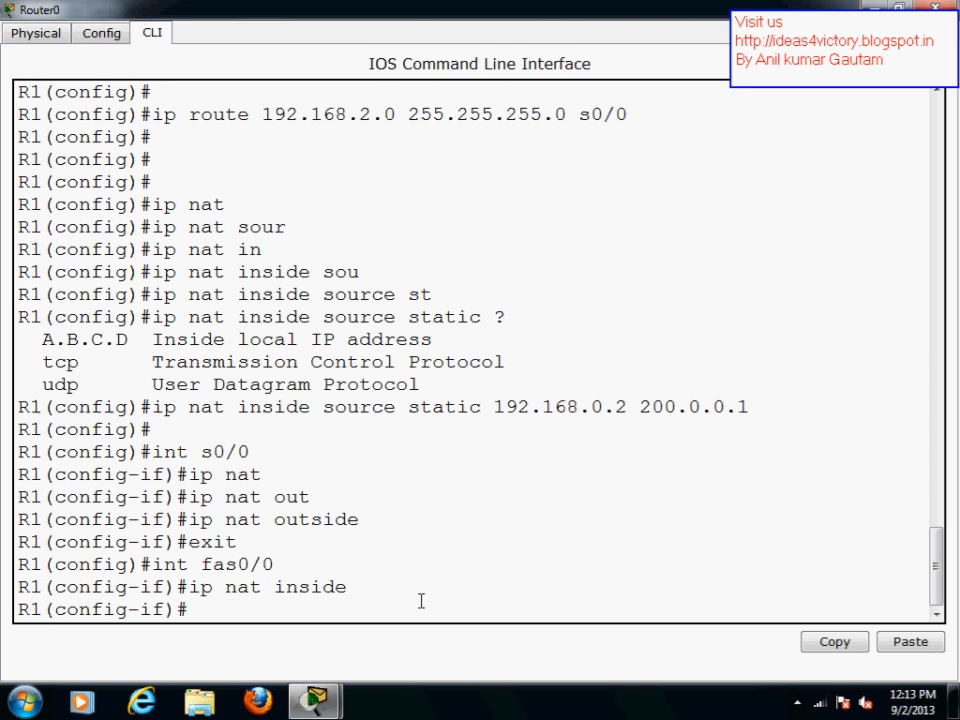 Router0
Visit us
http://ideas4victory.blogspot.in
By Anil kumar Gautam
Physical Config CLI
IOS Command Line Interface
R1(config)#
R1(config)#ip route 192.168.2.0 255.255.255.0 s0/0
R1(config)#
R1(config)#
R1(config)#
R1(config)#ip nat
R1(config)#ip nat sour
R1(config)#ip nat in
R1(config)#ip nat inside sou
R1(config)#ip nat inside source st
R1(config)#ip nat inside source static ?
A.B.C.D Inside local IP address
tcp Transmission Control Protocol
udp User Datagram Protocol
R1(config)#ip nat inside source static 192.168.0.2 200.0.0.1
R1(config)#
R1(config)#int s0/0
R1(config-if)#ip nat
R1(config-if)#ip nat out
R1(config-if)#ip nat outside
R1(config-if)#exit
R1(config)#int fas0/0
R1(config-if)#ip nat inside
R1(config-if)#
Copy Paste
12:13 PM
9/2/2013